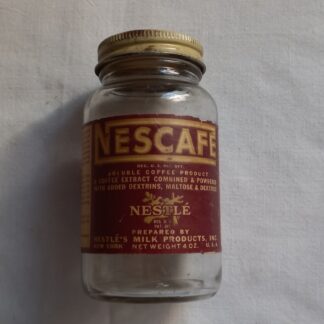 NESCAFÉ
REG. U.S. PAT. OFF.
SOLUBLE COFFEE PRODUCT
COFFEE EXTRACT COMBINED & POWDERED
WITH ADDED DEXTRINS, MALTOSE & DEXTROSE
NESTLÉ
PREPARED BY
NESTLÉ'S MILK PRODUCTS, INC.
NEW YORK NET WEIGHT 4 OZ. U.S.A.